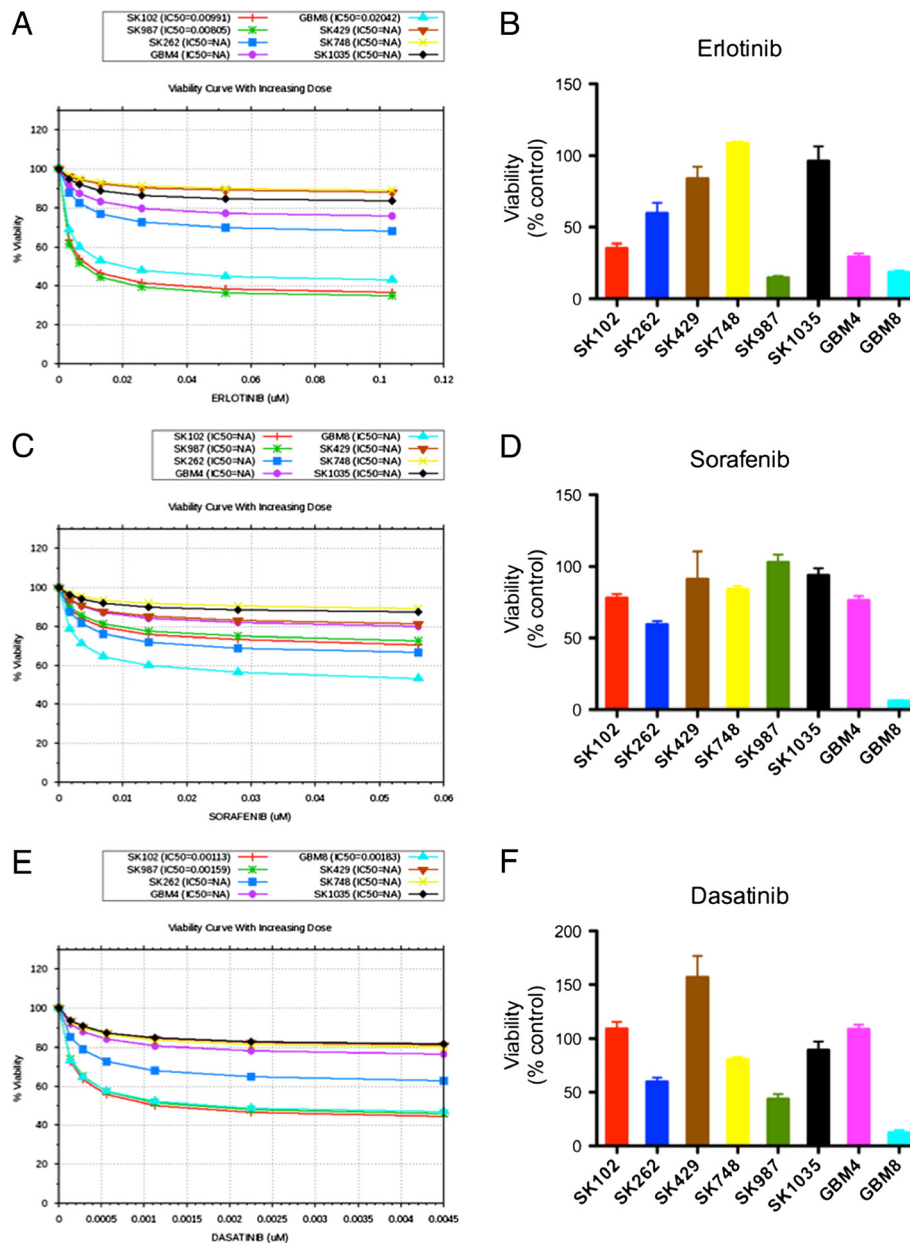 A
SK102 (IC50=0.00991)
GBM8 (IC50=0.02042)
SK987 (IC50=0.00805)
SK429 (IC50=NA)
SK262 (IC50=NA)
SK748 (IC50=NA)
GBM4 (IC50=NA)
SK1035 (IC50=NA)
Viability Curve With Increasing Dose
% Viability
120
100
80
60
40
20
0
0 0.02 0.04 0.06 0.08 0.1 0.12
ERLOTINIB (uM)
B
Erlotinib
Viability
(% control)
150
100
50
0
SK102 SK262 SK429 SK748 SK987 SK1035 GBM4 GBM8
C
SK102 (IC50=NA)
GBM8 (IC50=NA)
SK987 (IC50=NA)
SK429 (IC50=NA)
SK262 (IC50=NA)
SK748 (IC50=NA)
GBM4 (IC50=NA)
SK1035 (IC50=NA)
Viability Curve With Increasing Dose
% Viability
120
100
80
60
40
20
0
0 0.01 0.02 0.03 0.04 0.05 0.06
SORAFENIB (uM)
D
Sorafenib
Viability
(% control)
150
100
50
0
SK102 SK262 SK429 SK748 SK987 SK1035 GBM4 GBM8
E
SK102 (IC50=0.00113)
GBM8 (IC50=0.00183)
SK987 (IC50=0.00159)
SK429 (IC50=NA)
SK262 (IC50=NA)
SK748 (IC50=NA)
GBM4 (IC50=NA)
SK1035 (IC50=NA)
Viability Curve With Increasing Dose
% Viability
120
100
80
60
40
20
0
0 0.0005 0.001 0.0015 0.002 0.0025 0.003 0.0035 0.004 0.0045
DASATINIB (uM)
F
Dasatinib
Viability
(% control)
200
150
100
50
0
SK102 SK262 SK429 SK748 SK987 SK1035 GBM4 GBM8